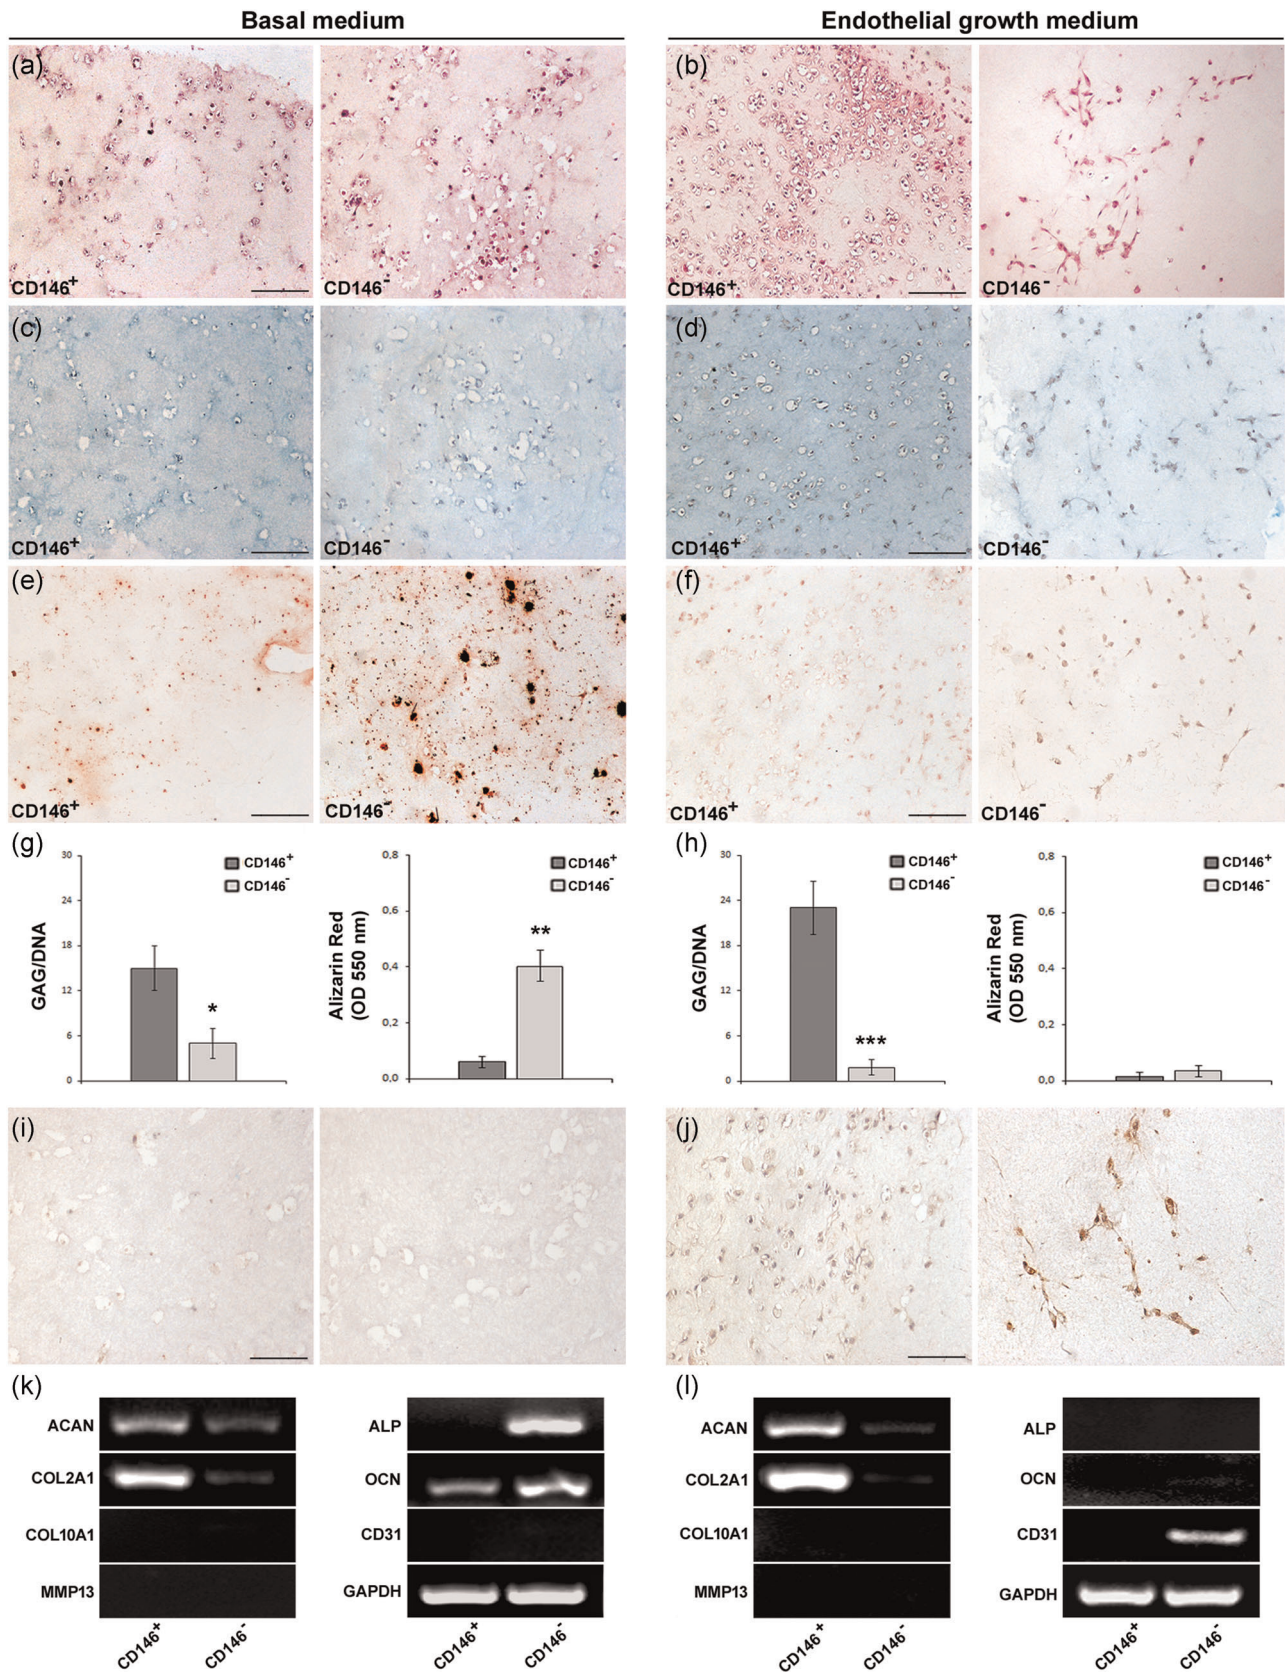 Basal medium
Endothelial growth medium
(a)
CD146+
CD146-
(b)
CD146+
CD146-
(c)
CD146+
CD146-
(d)
CD146+
CD146-
(e)
CD146+
CD146-
(f)
CD146+
CD146-
(g)
GAG/DNA
30
24
18
12
6
0
CD146+
CD146-
*
Alizarin Red
(OD 550 nm)
0,8
0,6
0,4
0,2
0,0
CD146+
CD146-
**
(h)
GAG/DNA
30
24
18
12
6
0
CD146+
CD146-
***
Alizarin Red
(OD 550 nm)
0,8
0,6
0,4
0,2
0,0
CD146+
CD146-
(i)
(j)
(k)
ACAN
COL2A1
COL10A1
MMP13
CD146+
CD146-
ALP
OCN
CD31
GAPDH
CD146+
CD146-
(l)
ACAN
COL2A1
COL10A1
MMP13
CD146+
CD146-
ALP
OCN
CD31
GAPDH
CD146+
CD146-